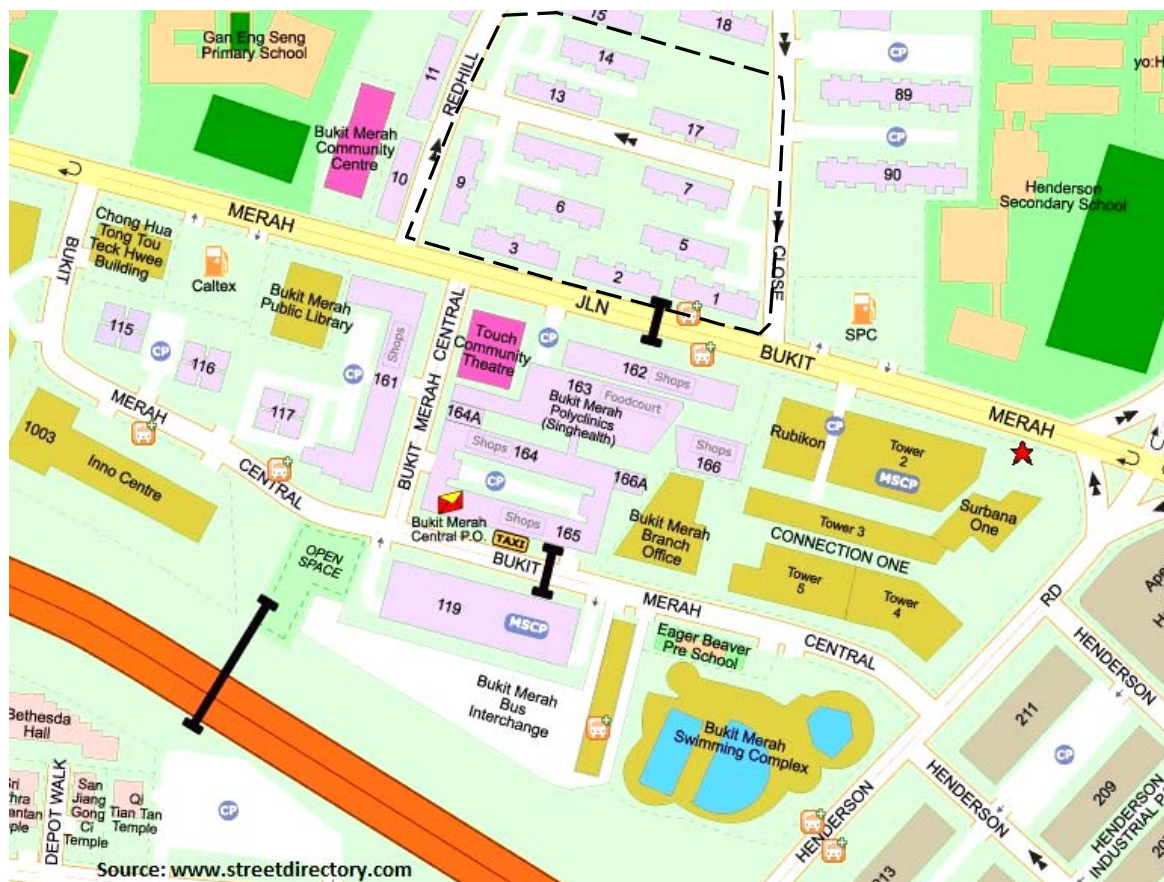 Gan Eng Seng
Primary School
11
REDHILL
15
18
14
13
17
CP
89
CP
90
yo:H
Henderson
Secondary School
Bukit Merah
Community
Centre
10
9
7
6
5
3
2
1
CLOSE
MERAH
JLN
BUKIT
MERAH
BUKIT
Chong Hua
Tong Tou
Teck Hwee
Building
Caltex
Bukit Merah
Public Library
SPC
115
CP
116
117
CP
Shops
161
MERAH
CENTRAL
BUKIT MERAH CENTRAL
Touch
Community
Theatre
CP
162 Shops
163 Foodcourt
Bukit Merah
Polyclinics
(Singhealth)
164A
Shops 164
CP
Shops
166
166A
Shops
165
Bukit Merah
Central P.O.
TAXI
Bukit Merah
Branch
Office
Rubikon
CP
Tower
2
MSCP
Surbana
One
Tower 3
CONNECTION ONE
Tower
5
Tower
4
1003
Inno Centre
OPEN
SPACE
BUKIT
MERAH
CENTRAL
119
MSCP
Eager Beaver
Pre School
Bukit Merah
Bus
Interchange
Bukit Merah
Swimming Complex
HENDERSON
RD
HENDERSON
HENDERSON
211
CP
209
HENDERSON
INDUSTRIAL P
Bethesda
Hall
DEPOT WALK
San
Jiang
Gong
Ci
Temple
Qi
Tian Tan
Temple
CP
Source: www.streetdirectory.com